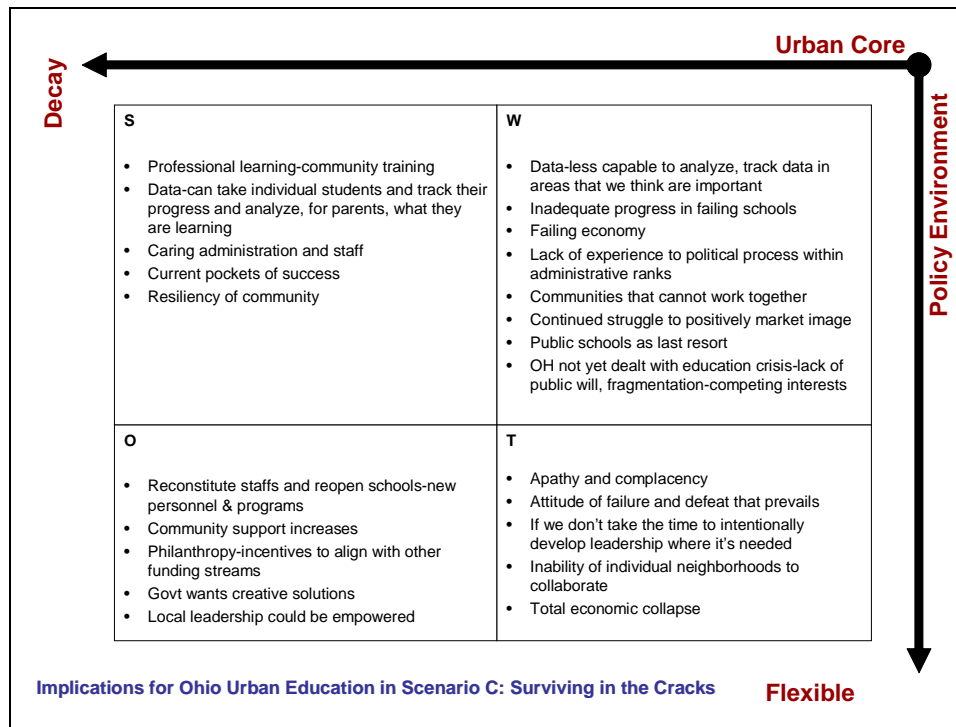 Urban Core
Decay
Policy Environment
S
• Professional learning-community training
• Data-can take individual students and track their
progress and analyze, for parents, what they
are learning
• Caring administration and staff
• Current pockets of success
• Resiliency of community
W
• Data-less capable to analyze, track data in
areas that we think are important
• Inadequate progress in failing schools
• Failing economy
• Lack of experience to political process within
administrative ranks
• Communities that cannot work together
• Continued struggle to positively market image
• Public schools as last resort
• OH not yet dealt with education crisis-lack of
public will, fragmentation-competing interests
O
• Reconstitute staffs and reopen schools-new
personnel & programs
• Community support increases
• Philanthropy-incentives to align with other
funding streams
• Govt wants creative solutions
• Local leadership could be empowered
T
• Apathy and complacency
• Attitude of failure and defeat that prevails
• If we don’t take the time to intentionally
develop leadership where it’s needed
• Inability of individual neighborhoods to
collaborate
• Total economic collapse
Implications for Ohio Urban Education in Scenario C: Surviving in the Cracks
Flexible